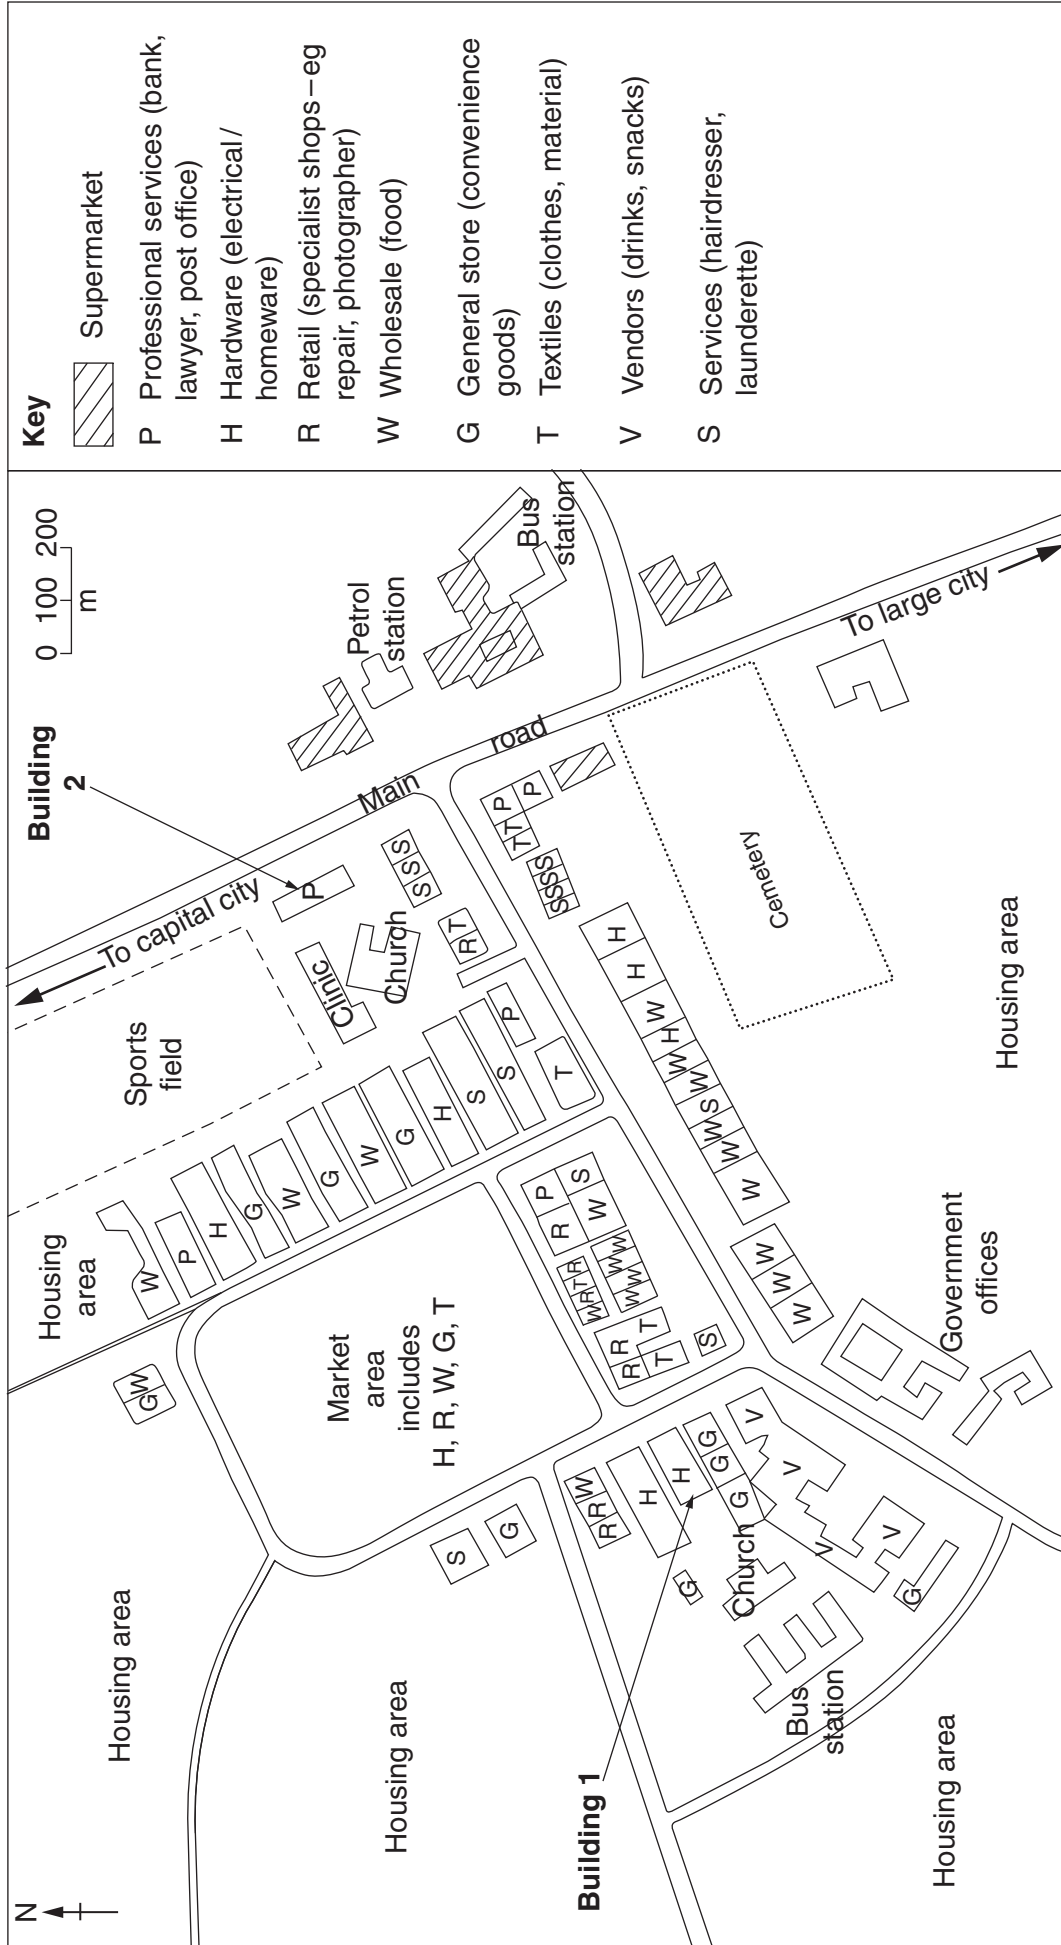 N
Housing area
Housing area
Housing
area
Sports
field
To capital city
Building
2
0 100 200
m
G W
W
P
H
G
W
G
W
G
H
S
S
P
T
Clinic
Church
P
S S S
R T
Main
road
Petrol
station
Bus
station
Market
area
includes
H, R, W, G, T
S
G
R R W
H
H
G G G
G
Building 1
Church
Bus
station
V
V
V
V
G
R P
W S
W R T R
W W W W
R R
T T
S
T T P
P
S S S S
W W W
W W W S W W H W H H
Cemetery
To large city
Government
offices
Housing area
Housing area
Housing area
Key
Supermarket
P Professional services (bank,
lawyer, post office)
H Hardware (electrical/
homeware)
R Retail (specialist shops–eg
repair, photographer)
W Wholesale (food)
G General store (convenience
goods)
T Textiles (clothes, material)
V Vendors (drinks, snacks)
S Services (hairdresser,
launderette)